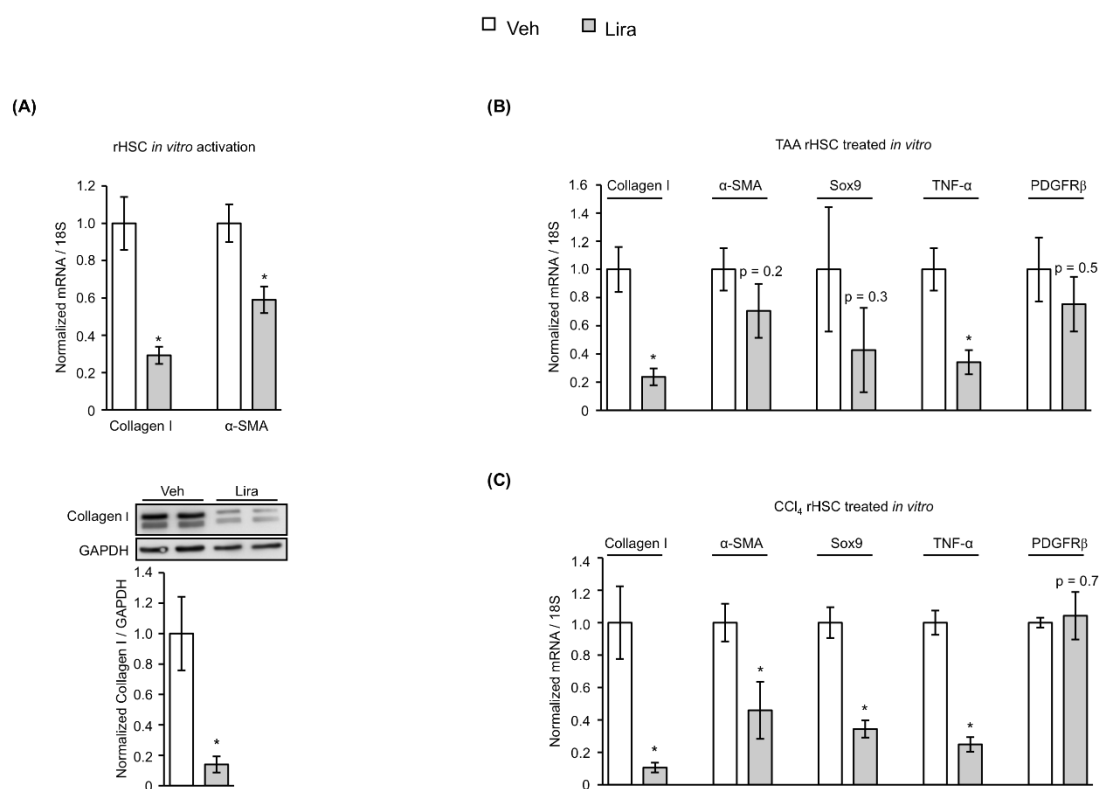 Veh Lira
(A)
rHSC in vitro activation
Normalized mRNA / 18S
1.2
1.0
0.8
0.6
0.4
0.2
0
*
*
Collagen I α-SMA
Veh Lira
Collagen I
GAPDH
Normalized Collagen I / GAPDH
1.4
1.2
1.0
0.8
0.6
0.4
0.2
0
*
(B)
TAA rHSC treated in vitro
Collagen I α-SMA Sox9 TNF-α PDGFRβ
Normalized mRNA / 18S
1.6
1.4
1.2
1.0
0.8
0.6
0.4
0.2
0
*
p = 0.2
p = 0.3
*
p = 0.5
(C)
CCl₄ rHSC treated in vitro
Collagen I α-SMA Sox9 TNF-α PDGFRβ
Normalized mRNA / 18S
1.4
1.2
1.0
0.8
0.6
0.4
0.2
0
*
*
*
*
p = 0.7